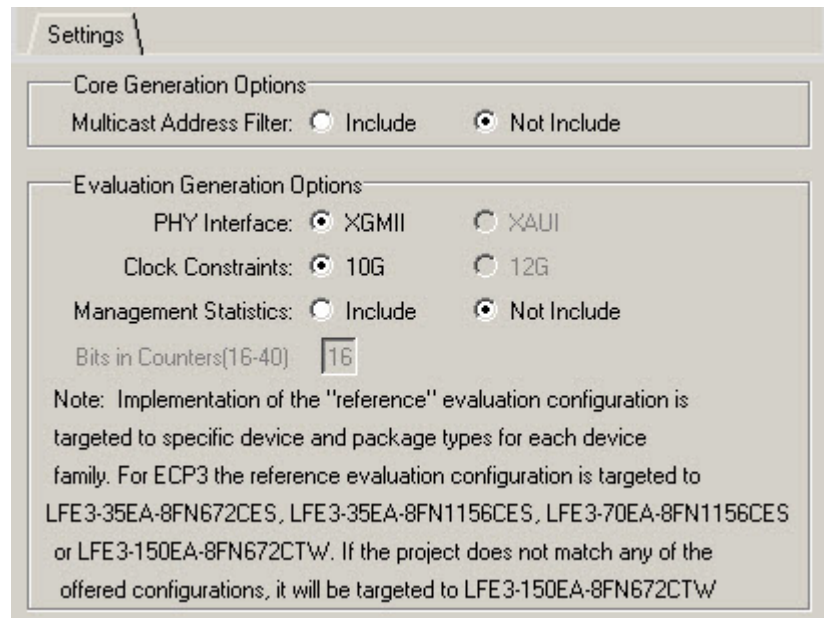 Settings
Core Generation Options
Multicast Address Filter: Include Not Include
Evaluation Generation Options
PHY Interface: XGMII XAUI
Clock Constraints: 10G 12G
Management Statistics: Include Not Include
Bits in Counters(16-40) 16
Note: Implementation of the "reference" evaluation configuration is
targeted to specific device and package types for each device
family. For ECP3 the reference evaluation configuration is targeted to
LFE3-35EA-8FN672CES, LFE3-35EA-8FN1156CES, LFE3-70EA-8FN1156CES
or LFE3-150EA-8FN672CTW. If the project does not match any of the
offered configurations, it will be targeted to LFE3-150EA-8FN672CTW